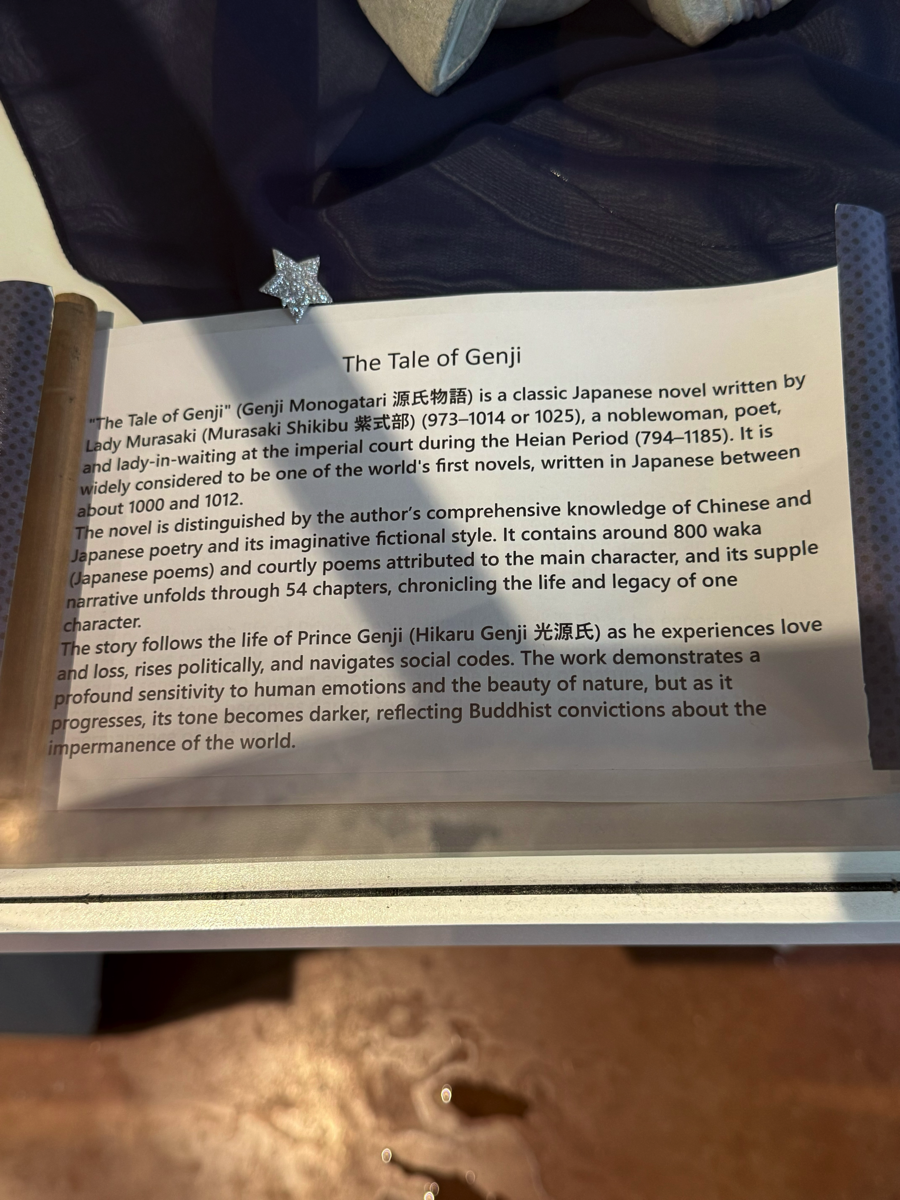 The Tale of Genji
"The Tale of Genji" (Genji Monogatari 源氏物語) is a classic Japanese novel written by
Lady Murasaki (Murasaki Shikibu 紫式部) (973–1014 or 1025), a noblewoman, poet,
and lady-in-waiting at the imperial court during the Heian Period (794–1185). It is
widely considered to be one of the world's first novels, written in Japanese between
about 1000 and 1012.
The novel is distinguished by the author’s comprehensive knowledge of Chinese and
Japanese poetry and its imaginative fictional style. It contains around 800 waka
(Japanese poems) and courtly poems attributed to the main character, and its supple
narrative unfolds through 54 chapters, chronicling the life and legacy of one
character.
The story follows the life of Prince Genji (Hikaru Genji 光源氏) as he experiences love
and loss, rises politically, and navigates social codes. The work demonstrates a
profound sensitivity to human emotions and the beauty of nature, but as it
progresses, its tone becomes darker, reflecting Buddhist convictions about the
impermanence of the world.